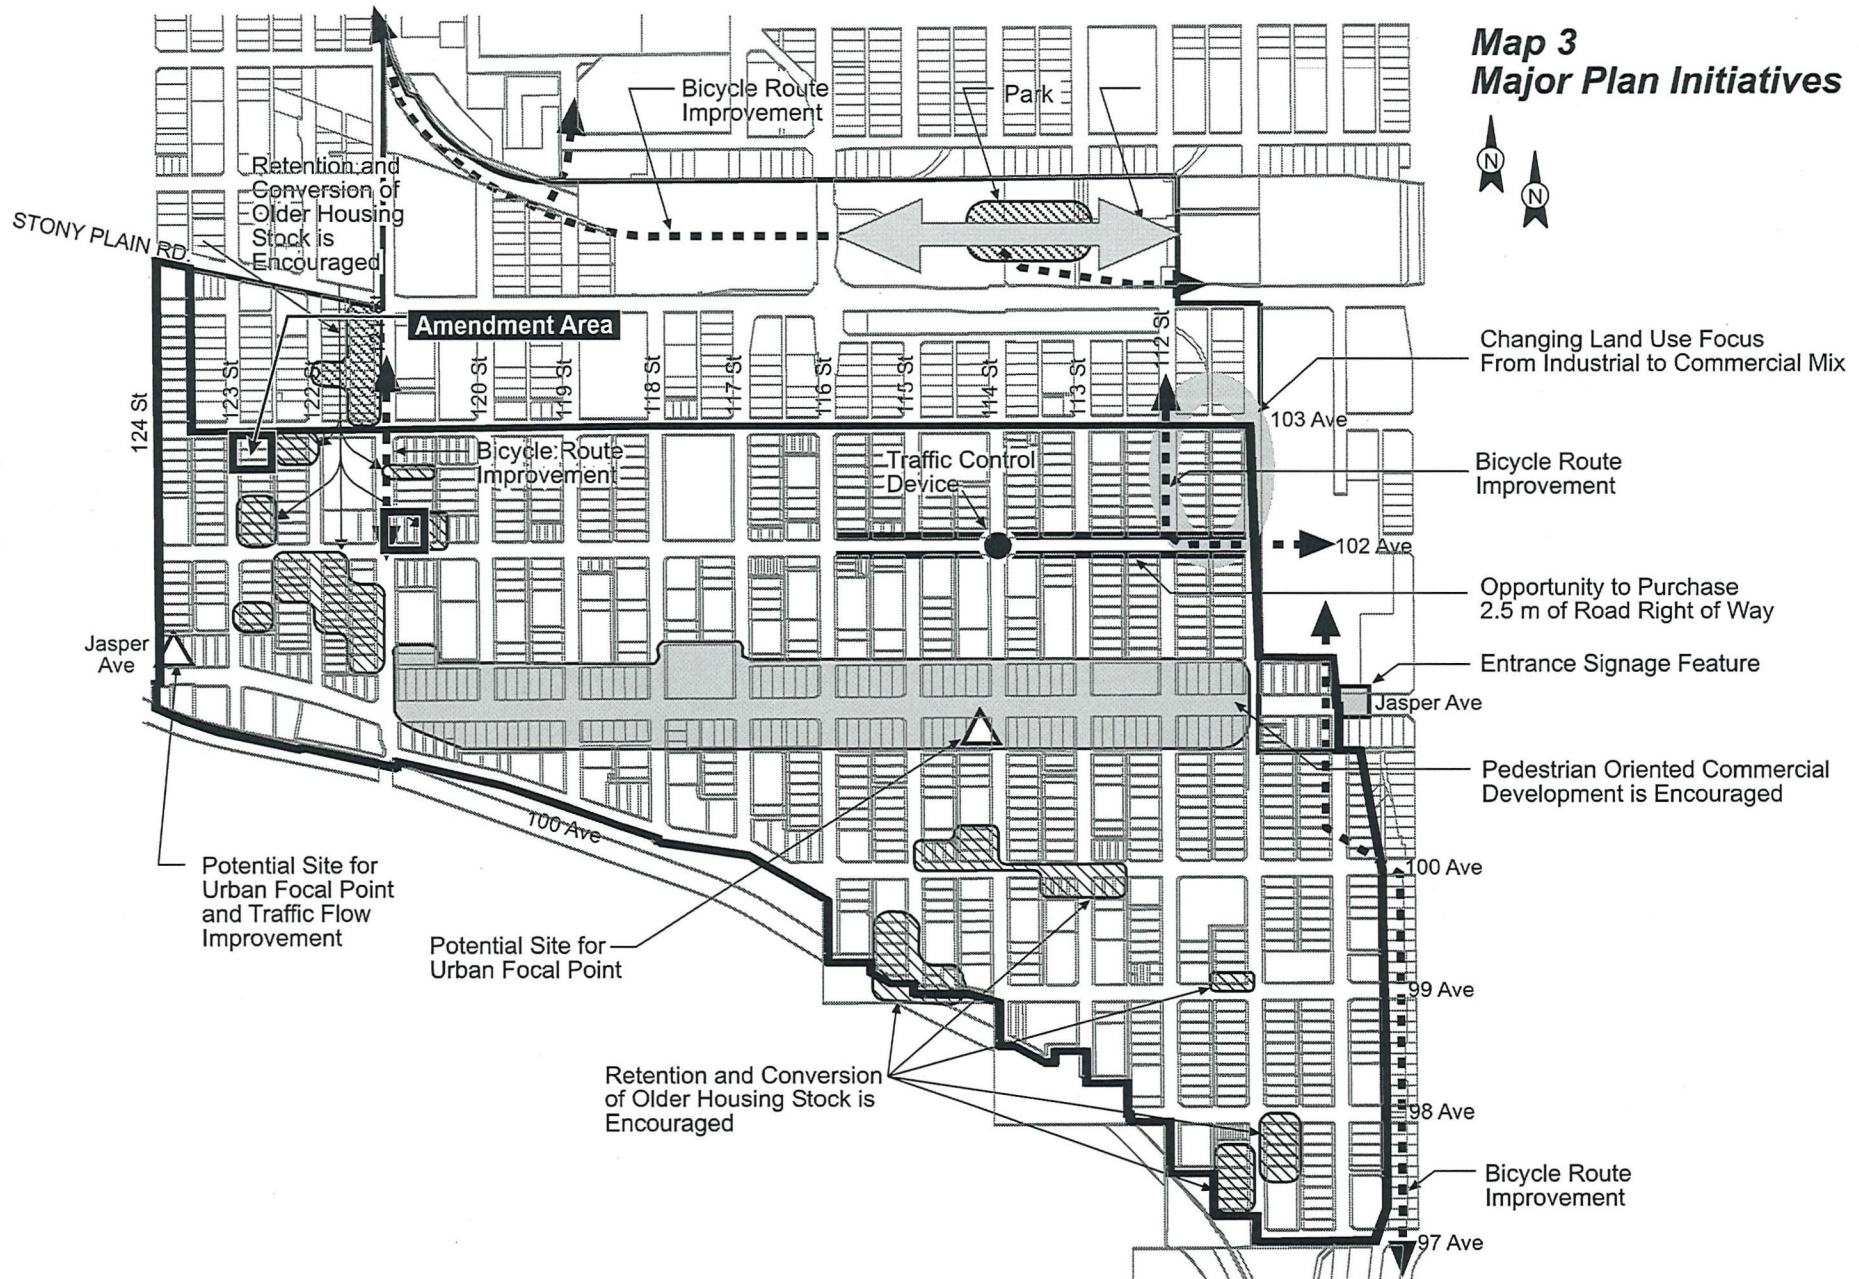 Map 3
Major Plan Initiatives
N
N
Bicycle Route
Improvement
Park
Retention and
Conversion of
Older Housing
Stock is
Encouraged
STONY PLAIN RD.
Amendment Area
124 St
123 St
122 St
120 St
119 St
118 St
117 St
116 St
115 St
114 St
113 St
112 St
Changing Land Use Focus
From Industrial to Commercial Mix
103 Ave
Bicycle Route
Improvement
Traffic Control
Device
Bicycle Route
Improvement
102 Ave
Opportunity to Purchase
2.5 m of Road Right of Way
Jasper
Ave
Entrance Signage Feature
Jasper Ave
Pedestrian Oriented Commercial
Development is Encouraged
100 Ave
100 Ave
Potential Site for
Urban Focal Point
and Traffic Flow
Improvement
Potential Site for
Urban Focal Point
99 Ave
Retention and Conversion
of Older Housing Stock is
Encouraged
98 Ave
Bicycle Route
Improvement
97 Ave